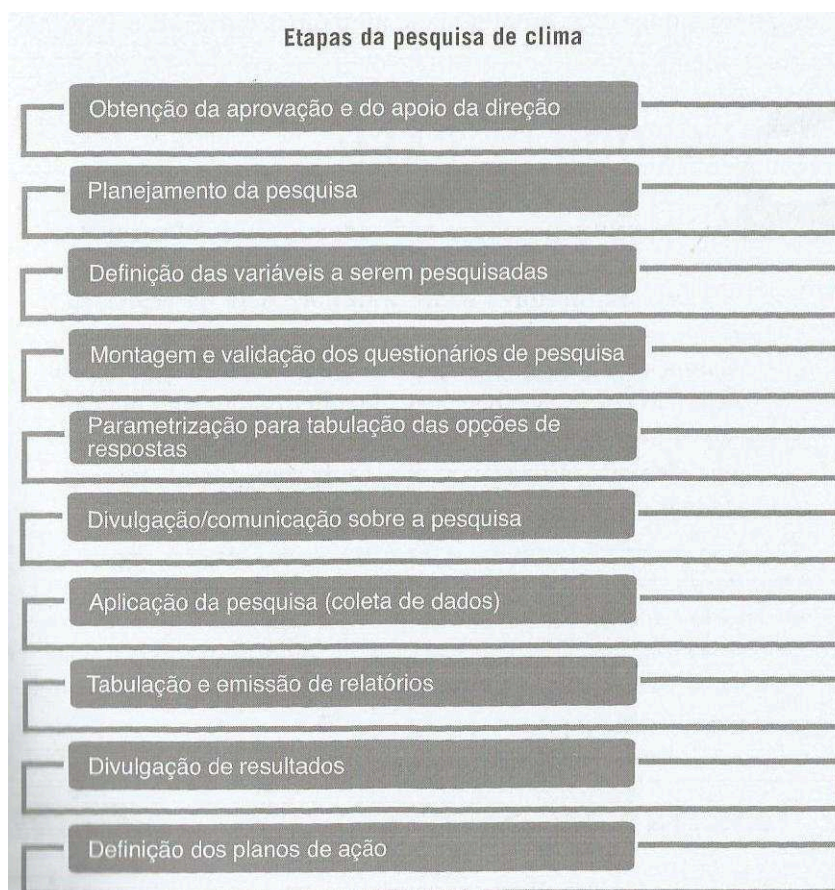 Etapas da pesquisa de clima
Obtenção da aprovação e do apoio da direção
Planejamento da pesquisa
Definição das variáveis a serem pesquisadas
Montagem e validação dos questionários de pesquisa
Parametrização para tabulação das opções de
respostas
Divulgação/comunicação sobre a pesquisa
Aplicação da pesquisa (coleta de dados)
Tabulação e emissão de relatórios
Divulgação de resultados
Definição dos planos de ação